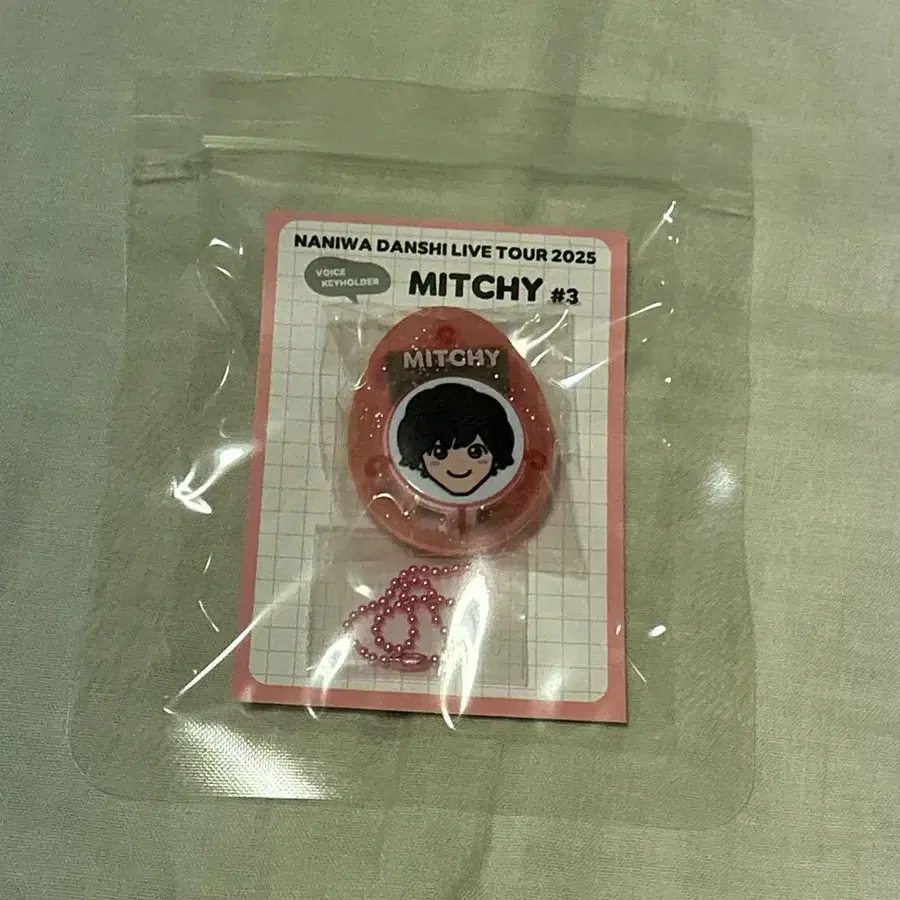 NANIWA DANSHI LIVE TOUR 2025
VOICE
KEYHOLDER
MITCHY #3
MITCHY